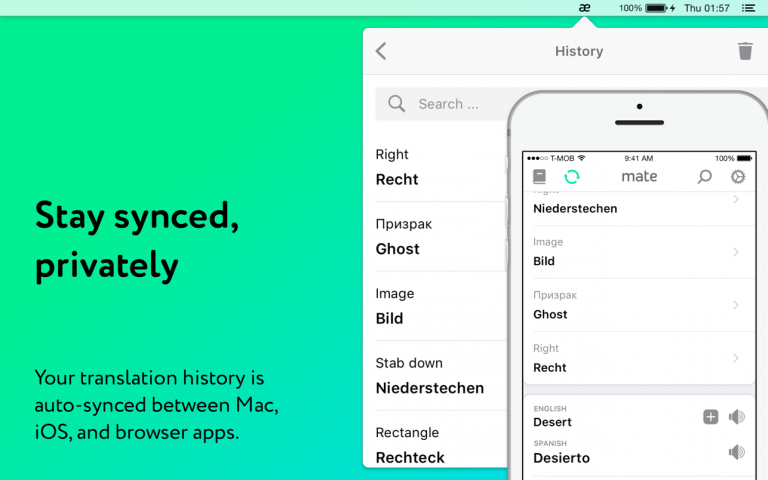 æ 100% Thu 01:57
History
Search ...
Right
Recht
Призрак
Ghost
Image
Bild
Stab down
Niederstechen
Rectangle
Rechteck
Stay synced,
privately
Your translation history is
auto-synced between Mac,
iOS, and browser apps.
T-MOB 9:41 AM 100%
mate
Right
Niederstechen
Image
Bild
Призрак
Ghost
Right
Recht
ENGLISH
Desert
SPANISH
Desierto